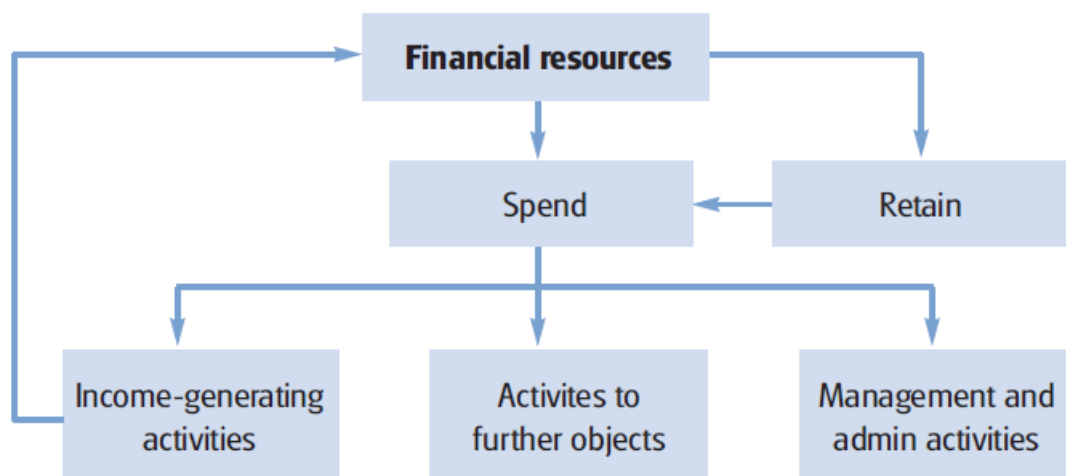 Financial resources
Spend
Retain
Income-generating
activities
Activites to
further objects
Management and
admin activities